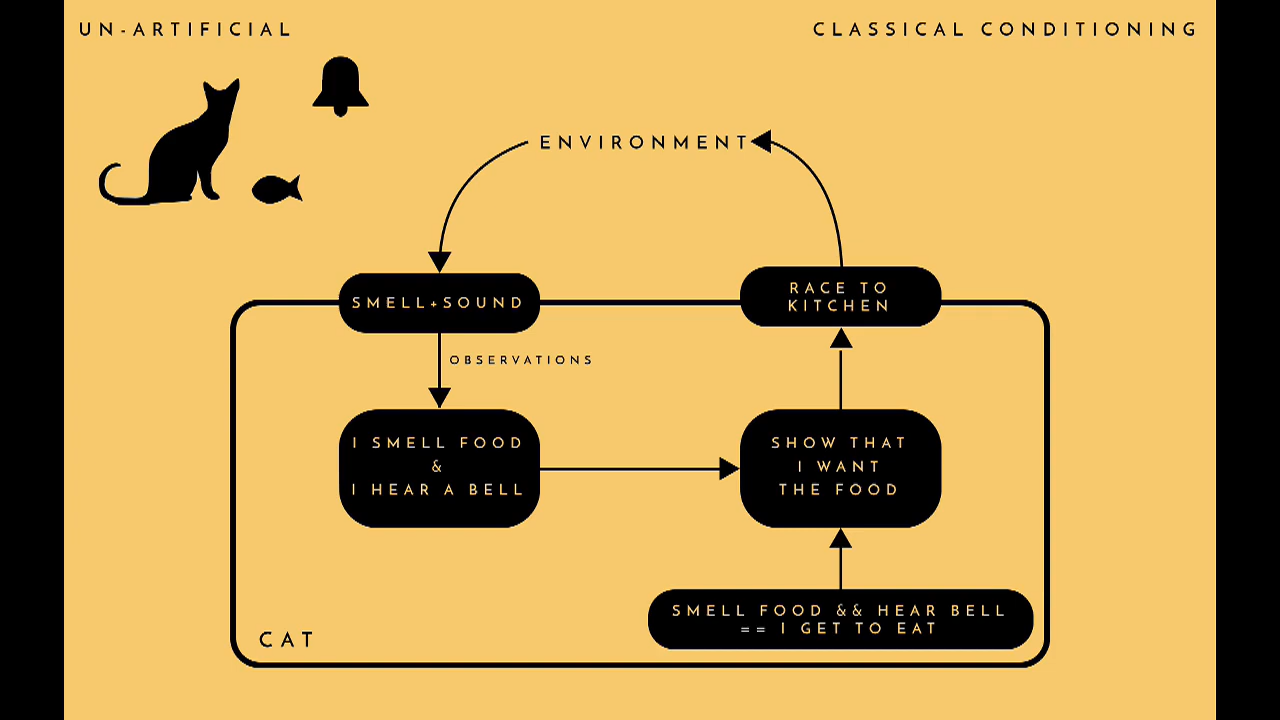 UN-ARTIFICIAL
CLASSICAL CONDITIONING
ENVIRONMENT
SMELL+SOUND
RACE TO
KITCHEN
OBSERVATIONS
I SMELL FOOD
&
I HEAR A BELL
SHOW THAT
I WANT
THE FOOD
SMELL FOOD && HEAR BELL
== I GET TO EAT
CAT